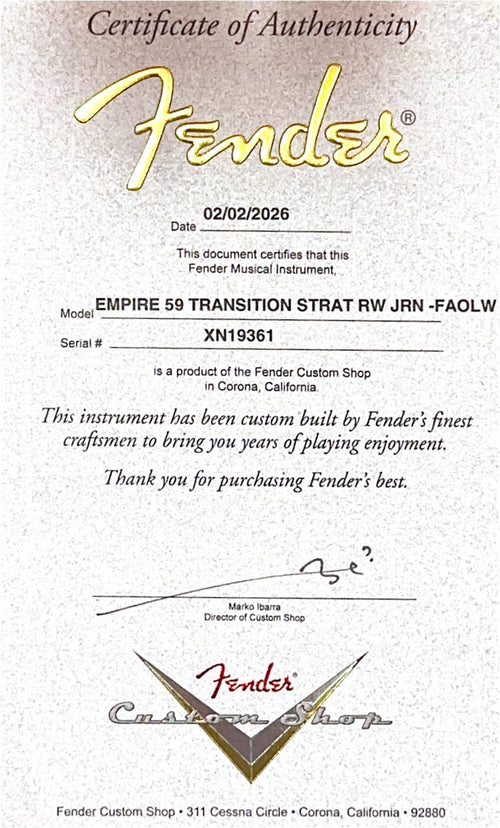 Certificate of Authenticity
Fender®
Date 02/02/2026
This document certifies that this
Fender Musical Instrument,
Model EMPIRE 59 TRANSITION STRAT RW JRN -FAOLW
Serial # XN19361
is a product of the Fender Custom Shop
in Corona, California.
This instrument has been custom built by Fender's finest
craftsmen to bring you years of playing enjoyment.
Thank you for purchasing Fender's best.
Marko Ibarra
Director of Custom Shop
Fender®
Custom Shop
Fender Custom Shop • 311 Cessna Circle • Corona, California • 92880